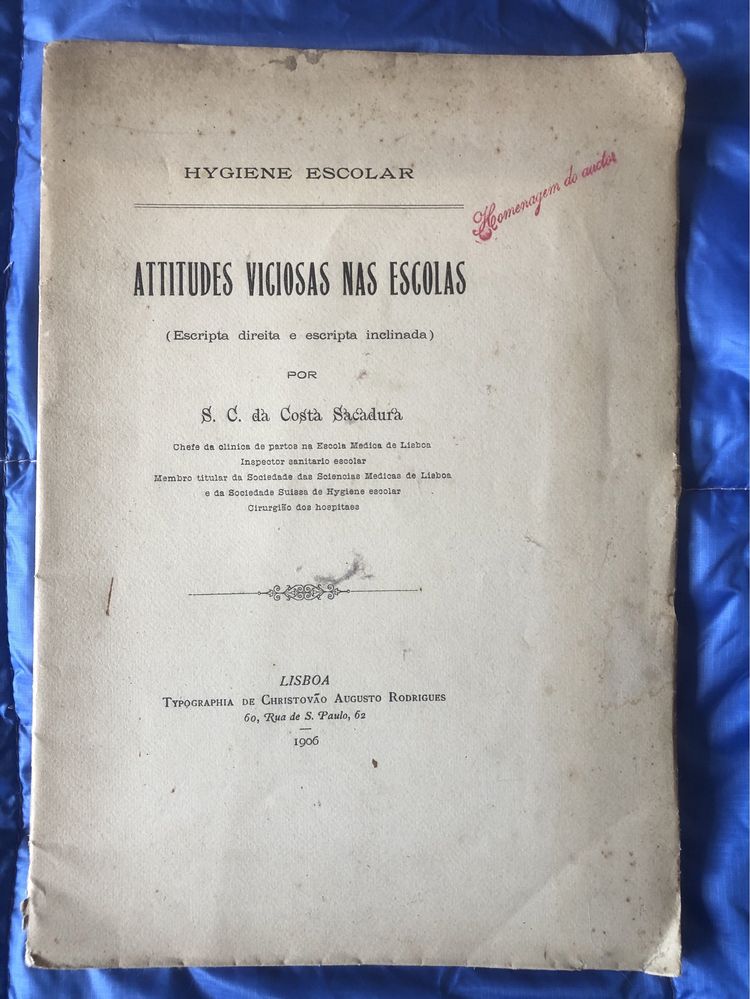 HYGIENE ESCOLAR
Homenagem do auctor
ATTITUDES VICIOSAS NAS ESCOLAS
(Escripta direita e escripta inclinada)
POR
S. C. da Costa Sacadura
Chefe da clinica de partos na Escola Medica de Lisboa
Inspector sanitario escolar
Membro titular da Sociedade das Sciencias Medicas de Lisboa
e da Sociedade Suissa de Hygiene escolar
Cirurgião dos hospitaes
LISBOA
TYPOGRAPHIA DE CHRISTOVÃO AUGUSTO RODRIGUES
60, Rua de S. Paulo, 62
1906